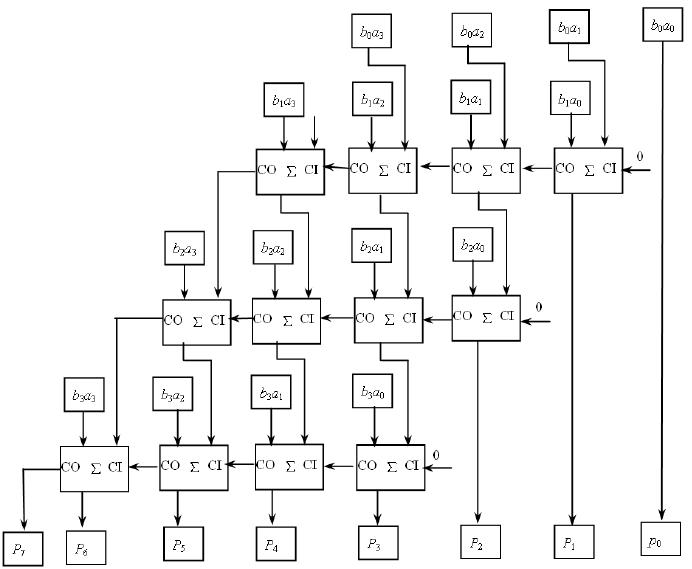 b₀a₃ b₀a₂ b₀a₁ b₀a₀
b₁a₃ b₁a₂ b₁a₁ b₁a₀
0
CO Σ CI CO Σ CI CO Σ CI CO Σ CI
b₂a₃ b₂a₂ b₂a₁ b₂a₀
0
CO Σ CI CO Σ CI CO Σ CI CO Σ CI
b₃a₃ b₃a₂ b₃a₁ b₃a₀
0
CO Σ CI CO Σ CI CO Σ CI CO Σ CI
P₇ P₆ P₅ P₄ P₃ P₂ P₁ p₀